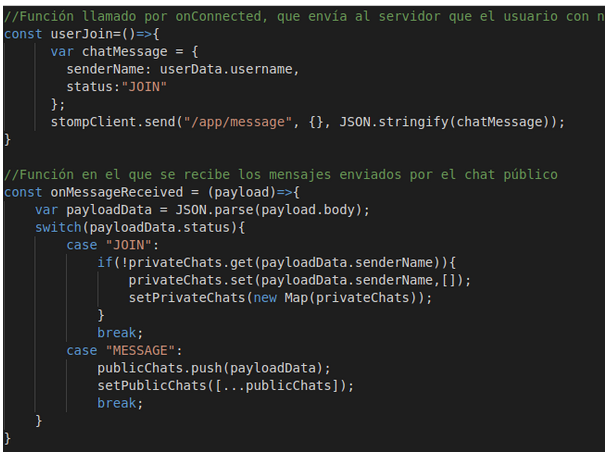 //Función llamado por onConnected, que envía al servidor que el usuario con n
const userJoin=()=>{
var chatMessage = {
senderName: userData.username,
status:"JOIN"
};
stompClient.send("/app/message", {}, JSON.stringify(chatMessage));
}
//Función en el que se recibe los mensajes enviados por el chat público
const onMessageReceived = (payload)=>{
var payloadData = JSON.parse(payload.body);
switch(payloadData.status){
case "JOIN":
if(!privateChats.get(payloadData.senderName)){
privateChats.set(payloadData.senderName,[]);
setPrivateChats(new Map(privateChats));
}
break;
case "MESSAGE":
publicChats.push(payloadData);
setPublicChats([...publicChats]);
break;
}
}